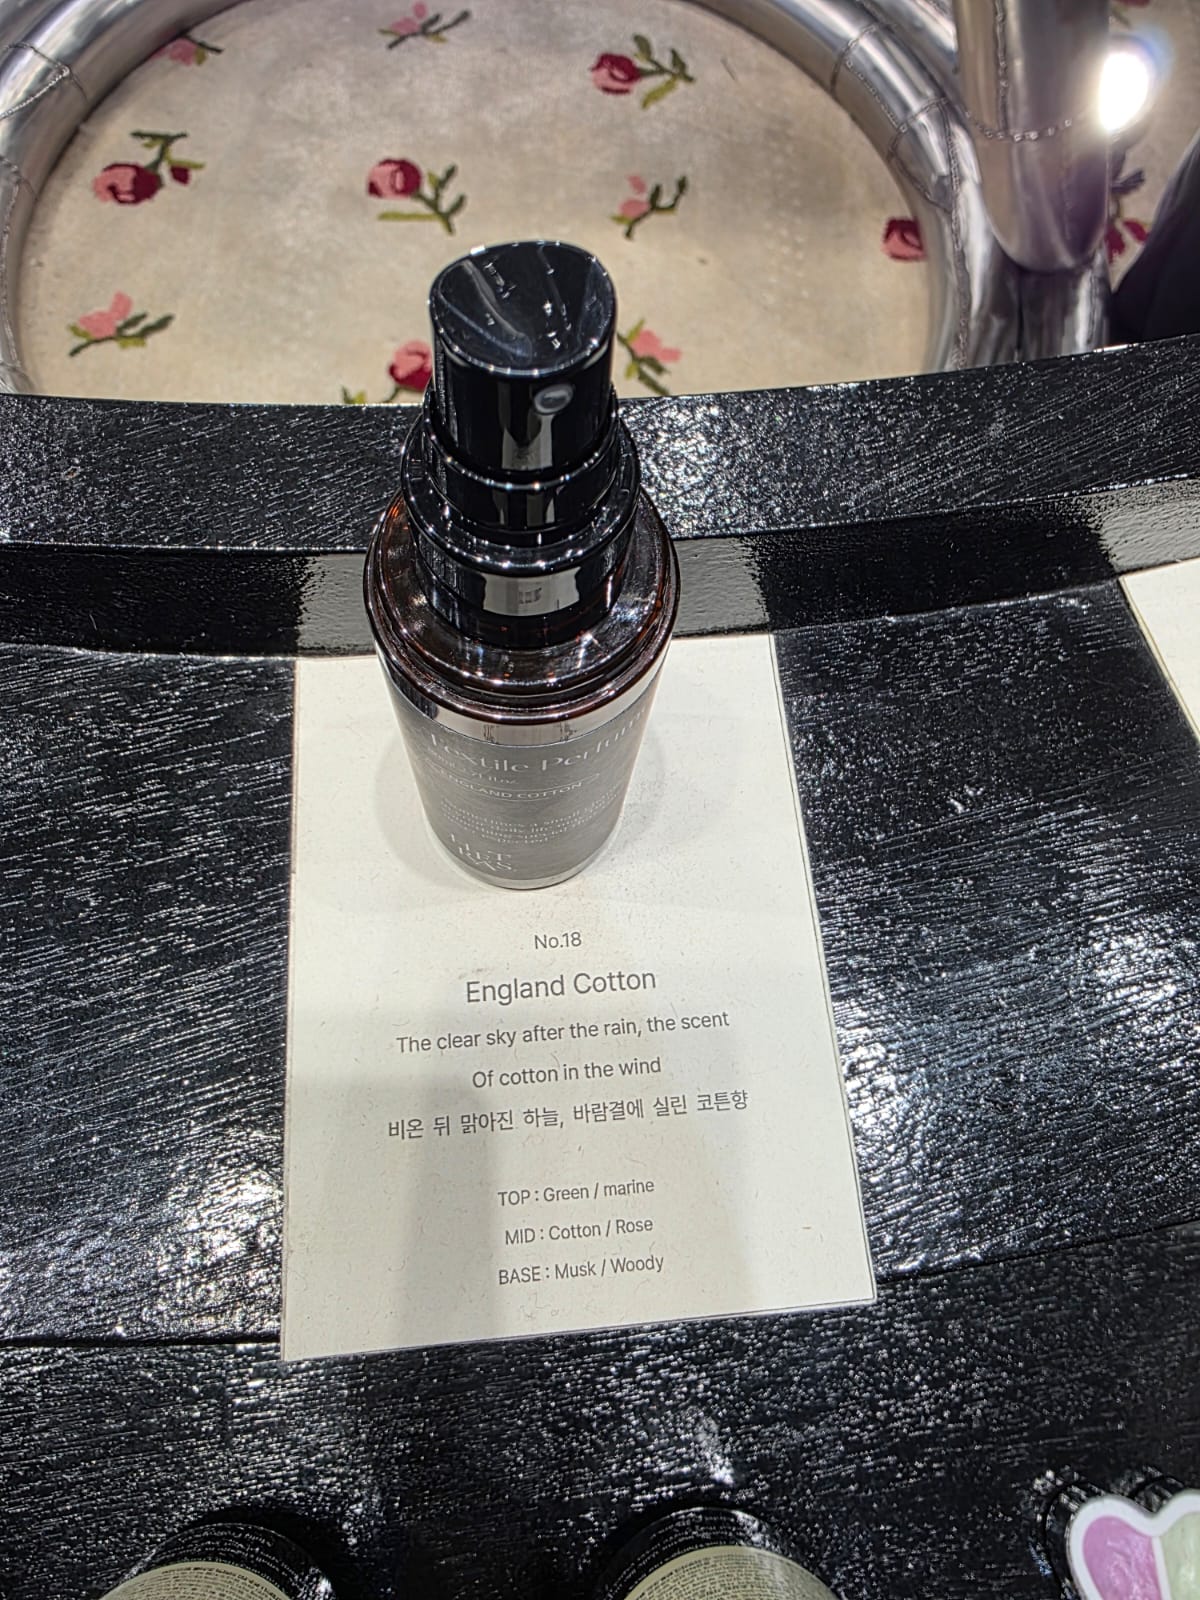 Textile Perfum
ENGLAND COTTON
No.18
England Cotton
The clear sky after the rain, the scent
Of cotton in the wind
비온 뒤 맑아진 하늘, 바람결에 실린 코튼향
TOP : Green / marine
MID : Cotton / Rose
BASE : Musk / Woody